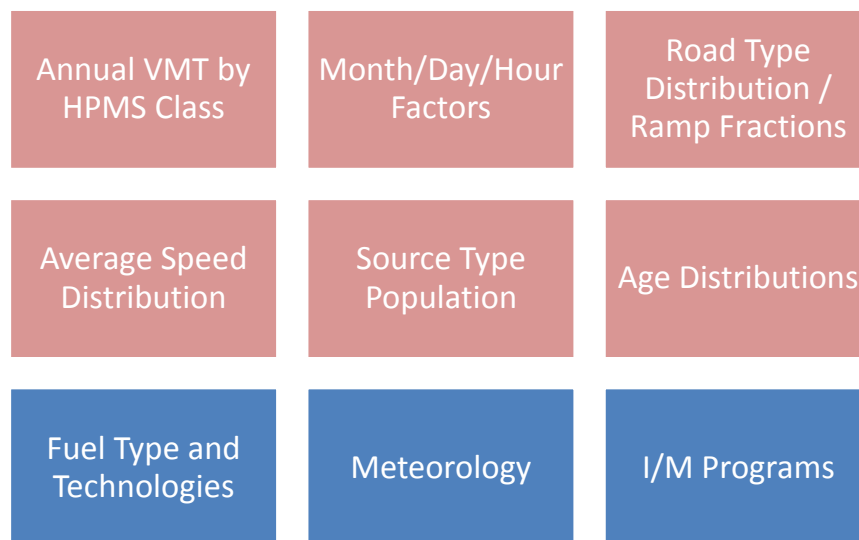 Annual VMT by
HPMS Class
Month/Day/Hour
Factors
Road Type
Distribution /
Ramp Fractions
Average Speed
Distribution
Source Type
Population
Age Distributions
Fuel Type and
Technologies
Meteorology
I/M Programs